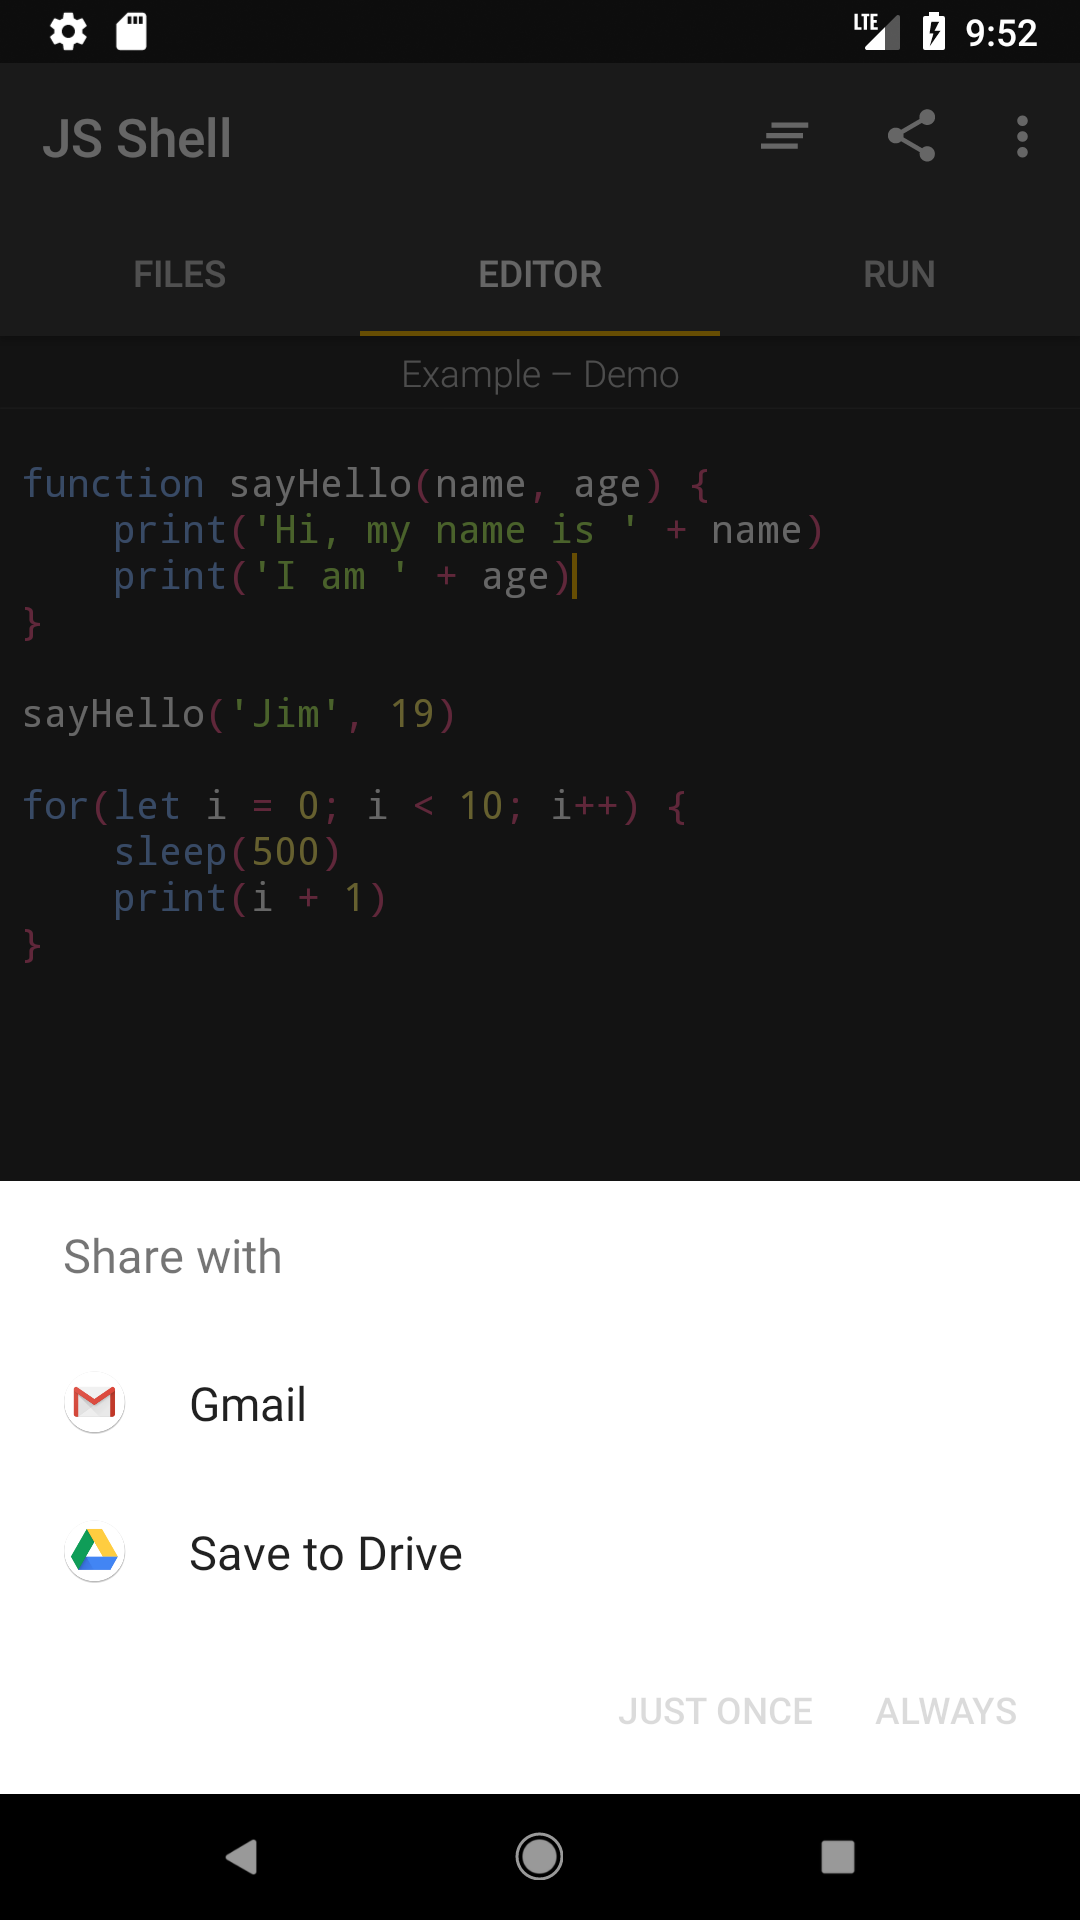 LTE 9:52
JS Shell
FILES EDITOR RUN
Example – Demo
function sayHello(name, age) {
    print('Hi, my name is ' + name)
    print('I am ' + age)
}
sayHello('Jim', 19)
for(let i = 0; i < 10; i++) {
    sleep(500)
    print(i + 1)
}
Share with
Gmail
Save to Drive
JUST ONCE ALWAYS